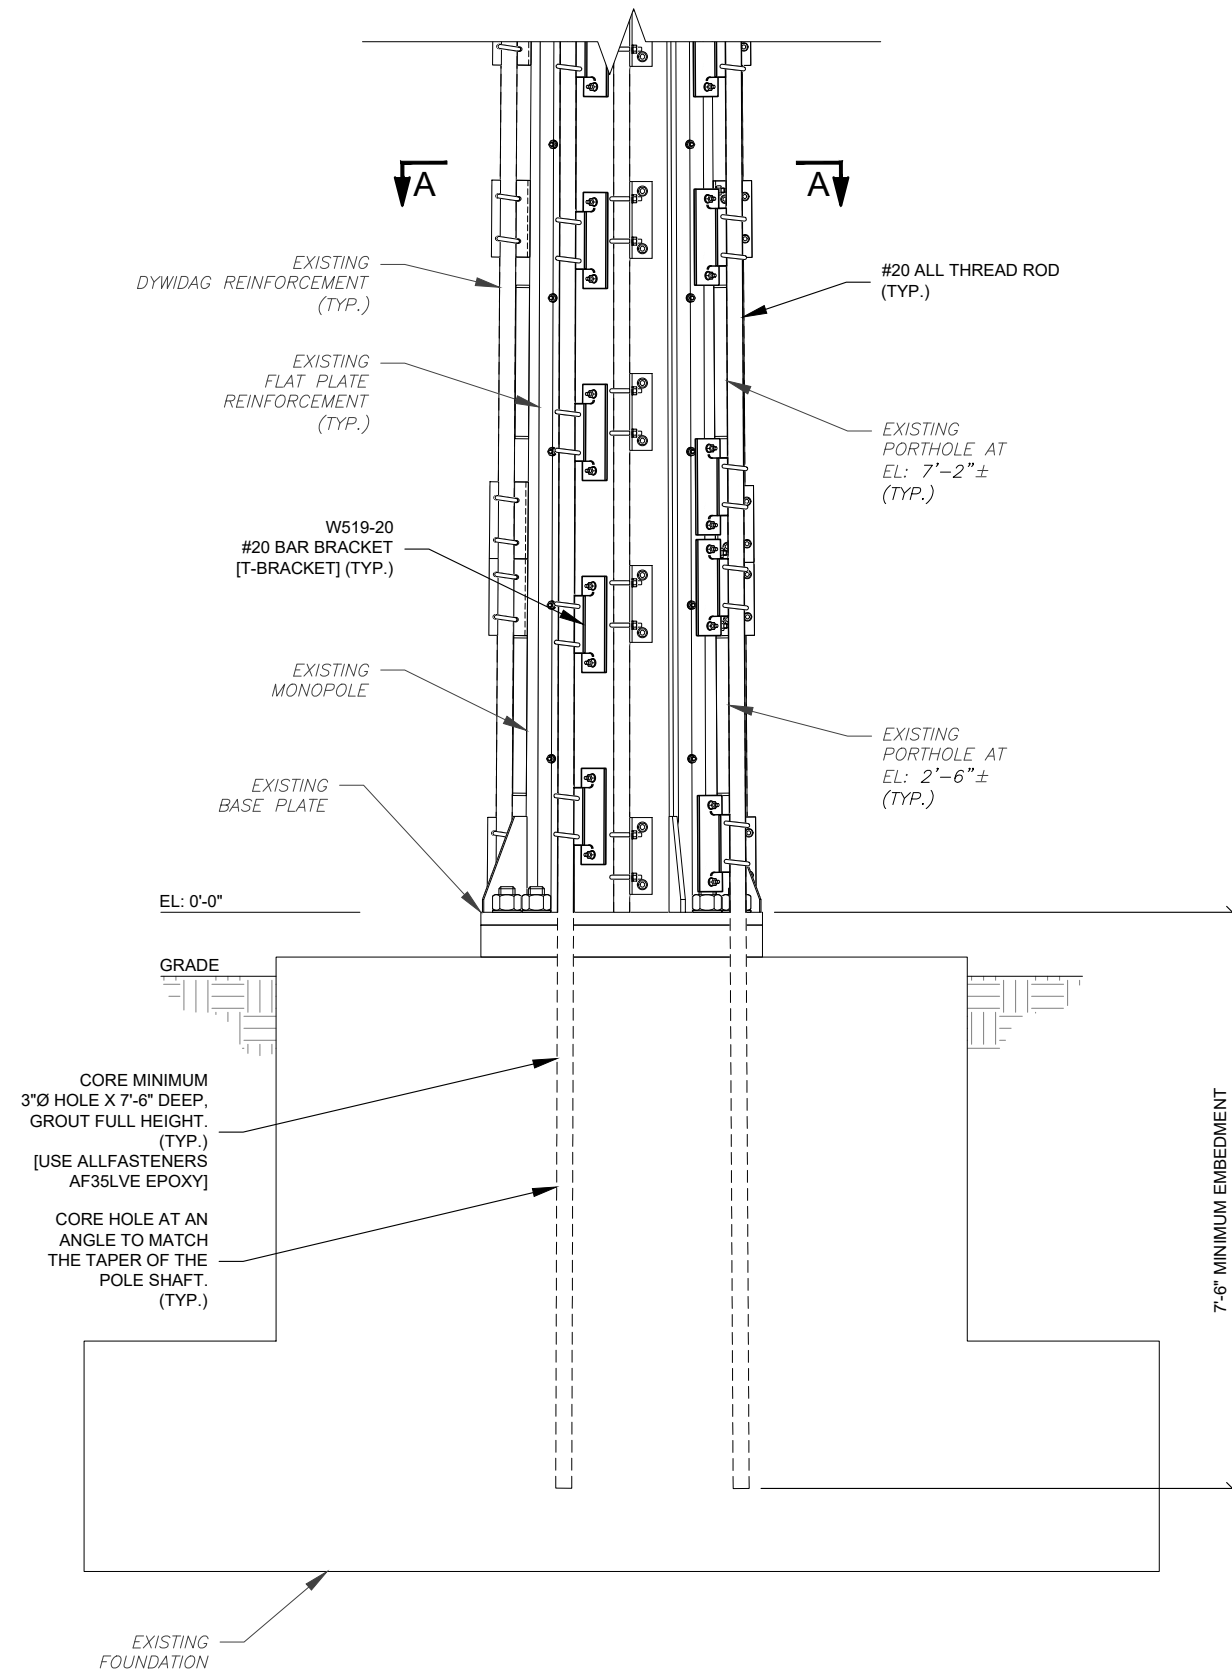 A
A
EXISTING
DYWIDAG REINFORCEMENT
(TYP.)
#20 ALL THREAD ROD
(TYP.)
EXISTING
FLAT PLATE
REINFORCEMENT
(TYP.)
EXISTING
PORTHOLE AT
EL: 7'-2"±
(TYP.)
W519-20
#20 BAR BRACKET
[T-BRACKET] (TYP.)
EXISTING
MONOPOLE
EXISTING
PORTHOLE AT
EL: 2'-6"±
(TYP.)
EXISTING
BASE PLATE
EL: 0'-0"
GRADE
CORE MINIMUM
3"Ø HOLE X 7'-6" DEEP,
GROUT FULL HEIGHT.
(TYP.)
[USE ALLFASTENERS
AF35LVE EPOXY]
CORE HOLE AT AN
ANGLE TO MATCH
THE TAPER OF THE
POLE SHAFT.
(TYP.)
7'-6" MINIMUM EMBEDMENT
EXISTING
FOUNDATION